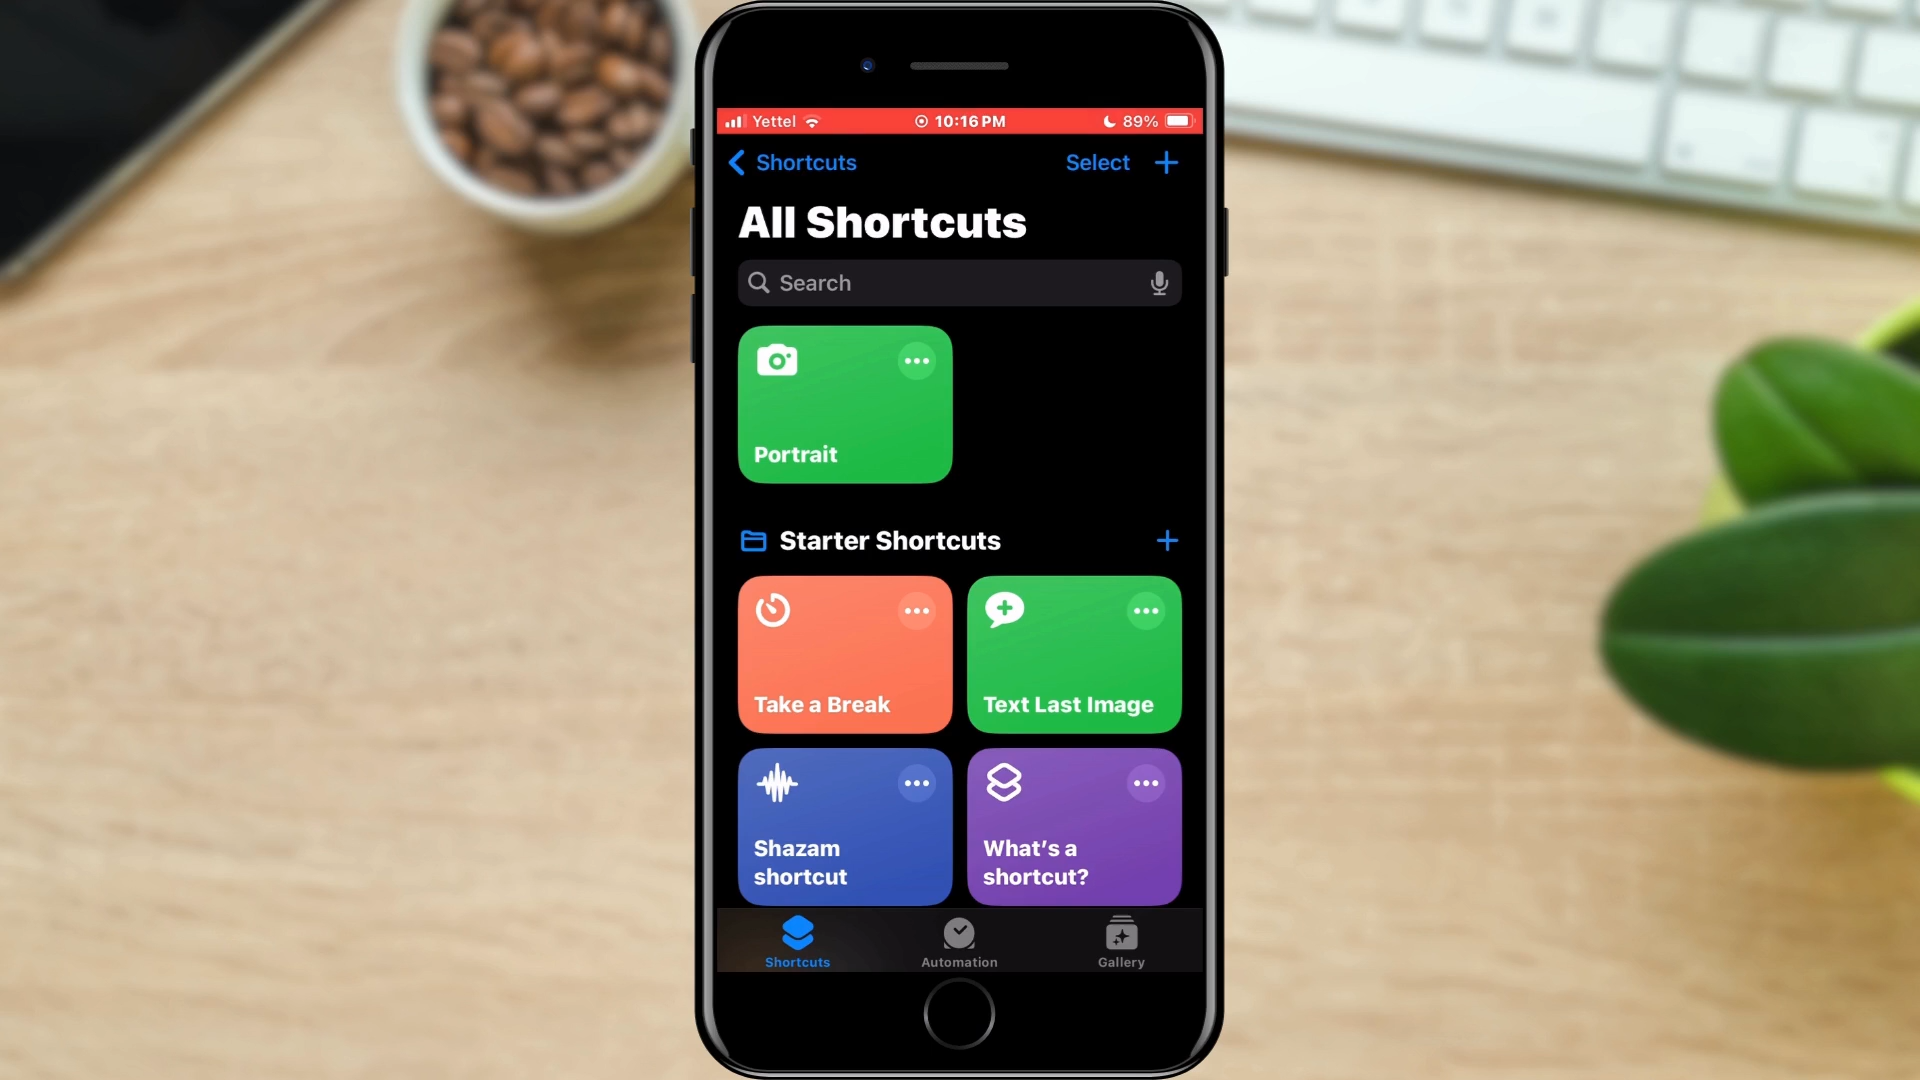 Yettel 10:16 PM 89%
Shortcuts Select
All Shortcuts
Search
Portrait
Starter Shortcuts
Take a Break
Text Last Image
Shazam
shortcut
What's a
shortcut?
Shortcuts Automation Gallery